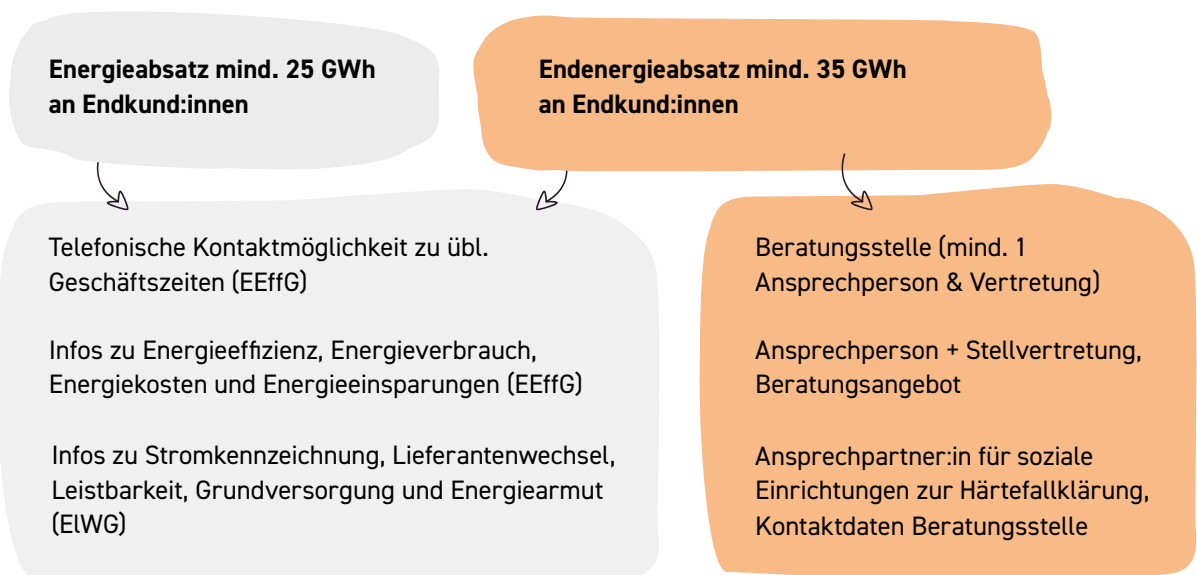 Energieabsatz mind. 25 GWh
an Endkund:innen
Endenergieabsatz mind. 35 GWh
an Endkund:innen
Telefonische Kontaktmöglichkeit zu übl.
Geschäftszeiten (EEffG)
Infos zu Energieeffizienz, Energieverbrauch,
Energiekosten und Energieeinsparungen (EEffG)
Infos zu Stromkennzeichnung, Lieferantenwechsel,
Leistbarkeit, Grundversorgung und Energiearmut
(ElWG)
Beratungsstelle (mind. 1
Ansprechperson & Vertretung)
Ansprechperson + Stellvertretung,
Beratungsangebot
Ansprechpartner:in für soziale
Einrichtungen zur Härtefallklärung,
Kontaktdaten Beratungsstelle